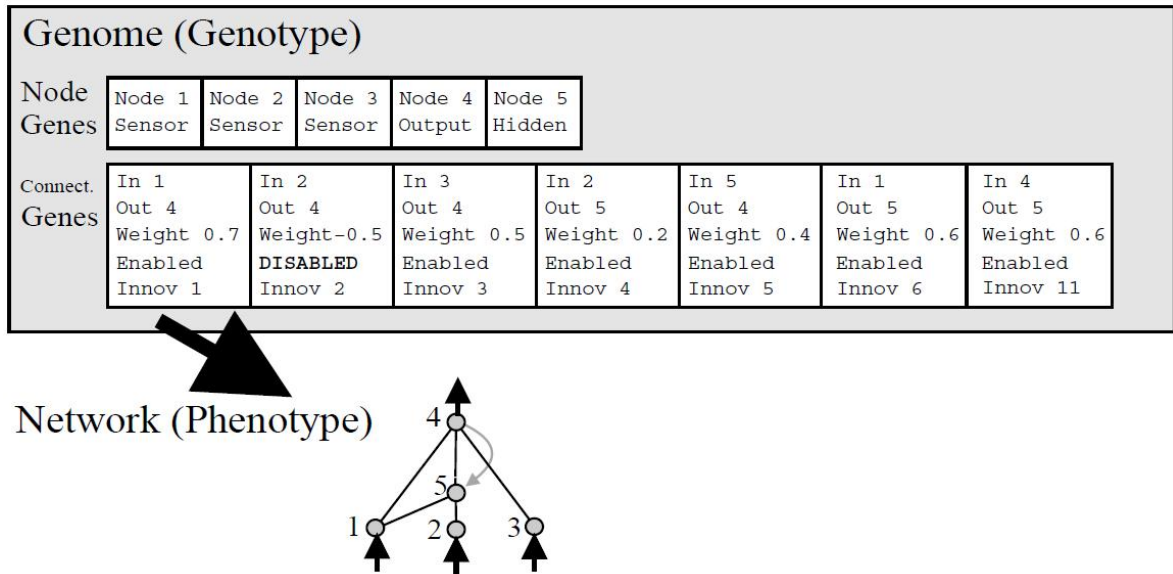 Genome (Genotype)
Node Genes
Node 1 Node 2 Node 3 Node 4 Node 5
Sensor Sensor Sensor Output Hidden
Connect. Genes
In 1 In 2 In 3 In 2 In 5 In 1 In 4
Out 4 Out 4 Out 4 Out 5 Out 4 Out 5 Out 5
Weight 0.7 Weight-0.5 Weight 0.5 Weight 0.2 Weight 0.4 Weight 0.6 Weight 0.6
Enabled DISABLED Enabled Enabled Enabled Enabled Enabled
Innov 1 Innov 2 Innov 3 Innov 4 Innov 5 Innov 6 Innov 11
Network (Phenotype)
4
5
1 2 3